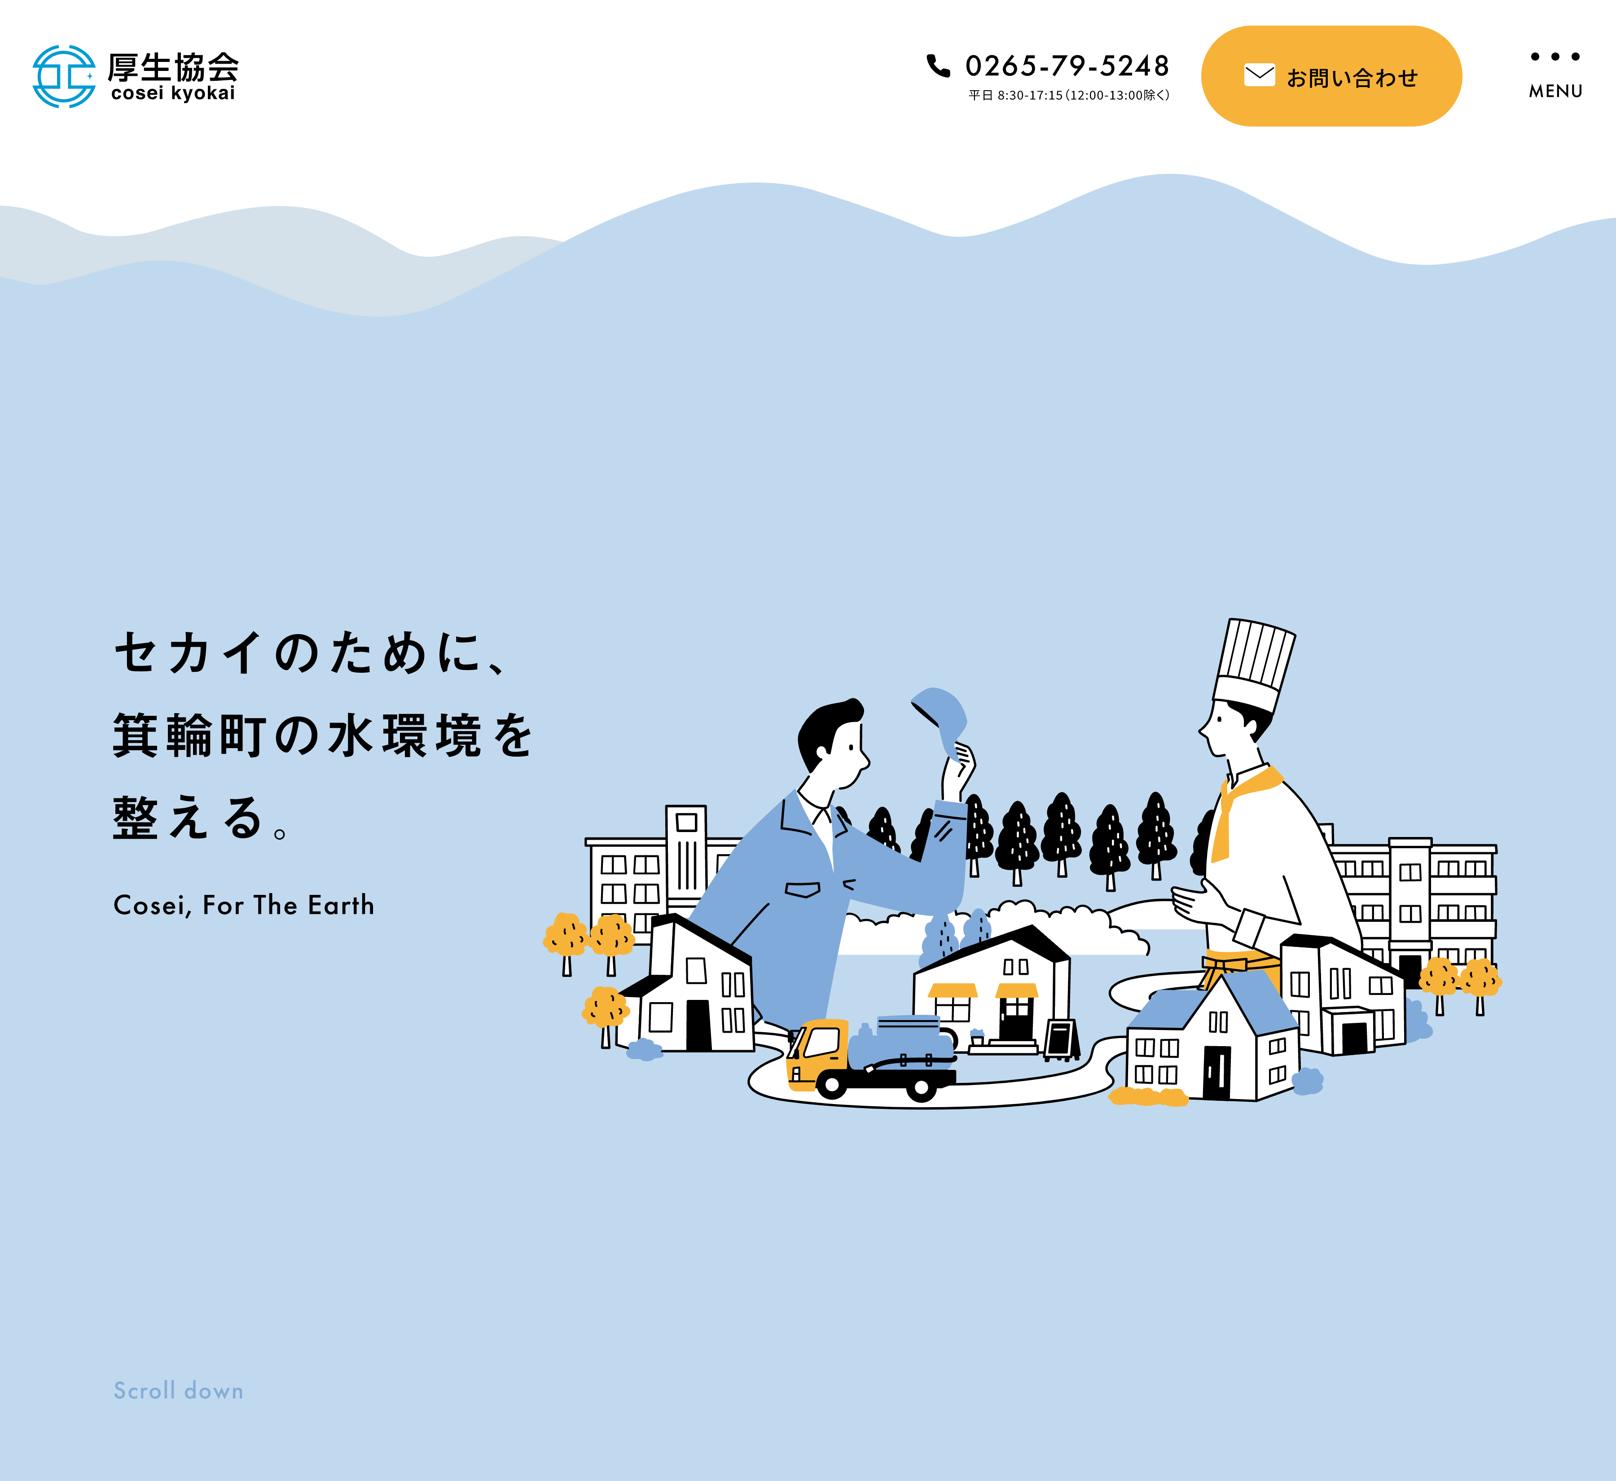 厚生協会
cosei kyokai
0265-79-5248
平日 8:30-17:15(12:00-13:00除く)
お問い合わせ
MENU
セカイのために、
箕輪町の水環境を
整える。
Cosei, For The Earth
Scroll down